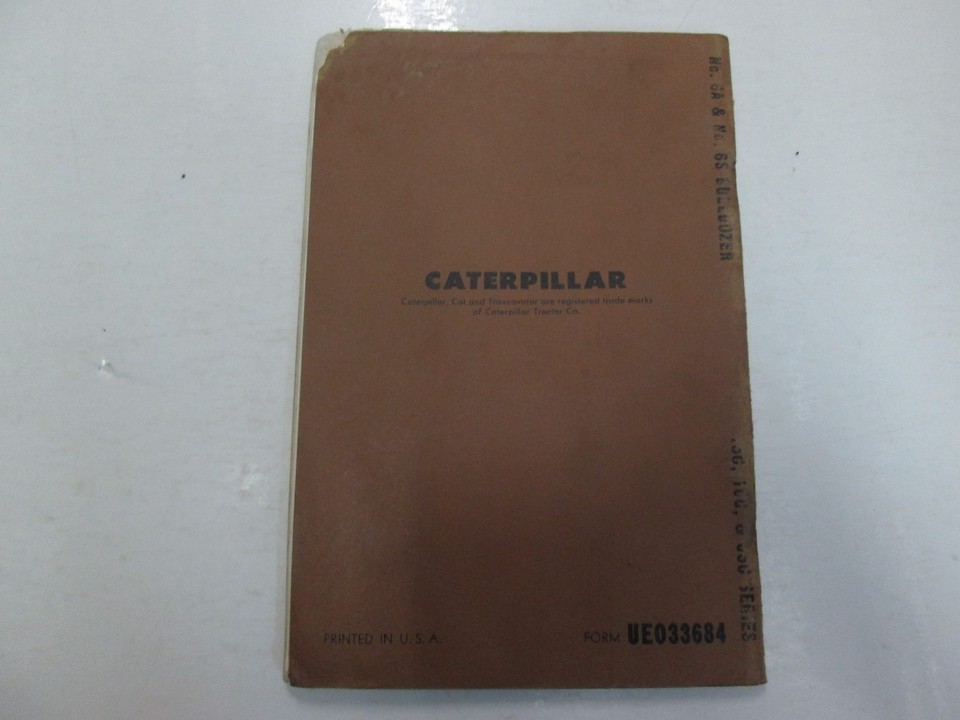 CATERPILLAR
Caterpillar, Cat and Traxcavator are registered trade marks
of Caterpillar Tractor Co.
PRINTED IN U. S. A.
FORM UE033684
No. 6A & No. 6S BULLDOZER
SERIES